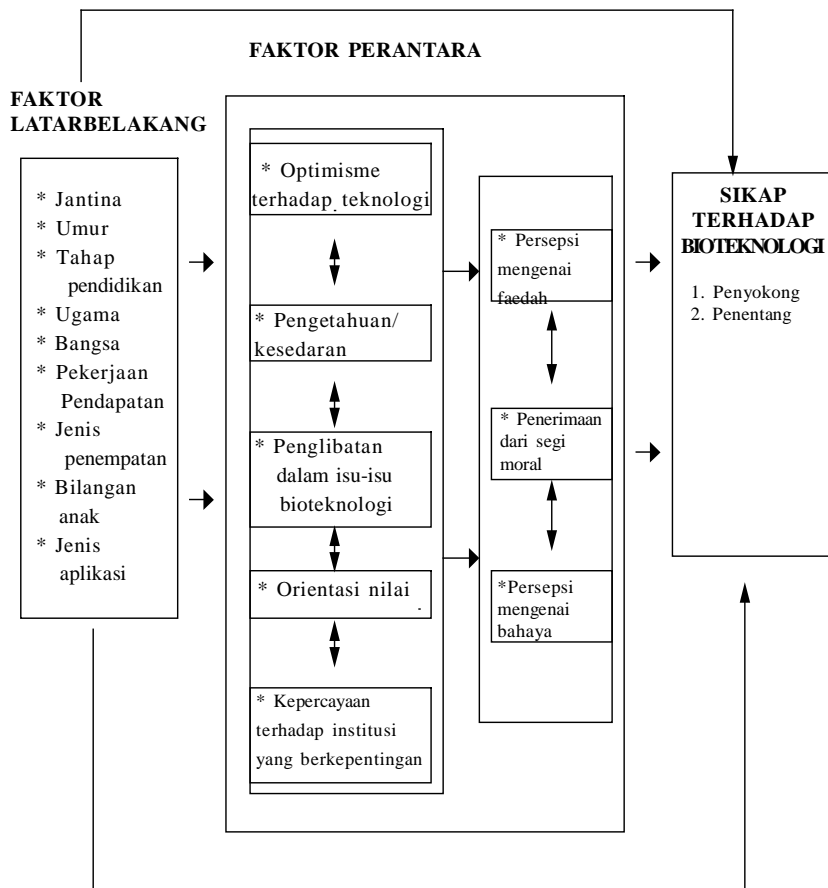 FAKTOR PERANTARA
FAKTOR
LATARBELAKANG
* Jantina
* Umur
* Tahap
pendidikan
* Ugama
* Bangsa
* Pekerjaan
Pendapatan
* Jenis
penempatan
* Bilangan
anak
* Jenis
aplikasi
* Optimisme
terhadap teknologi
* Pengetahuan/
kesedaran
* Penglibatan
dalam isu-isu
bioteknologi
* Orientasi nilai
* Kepercayaan
terhadap institusi
yang berkepentingan
* Persepsi
mengenai
faedah
* Penerimaan
dari segi
moral
*Persepsi
mengenai
bahaya
SIKAP
TERHADAP
BIOTEKNOLOGI
1. Penyokong
2. Penentang